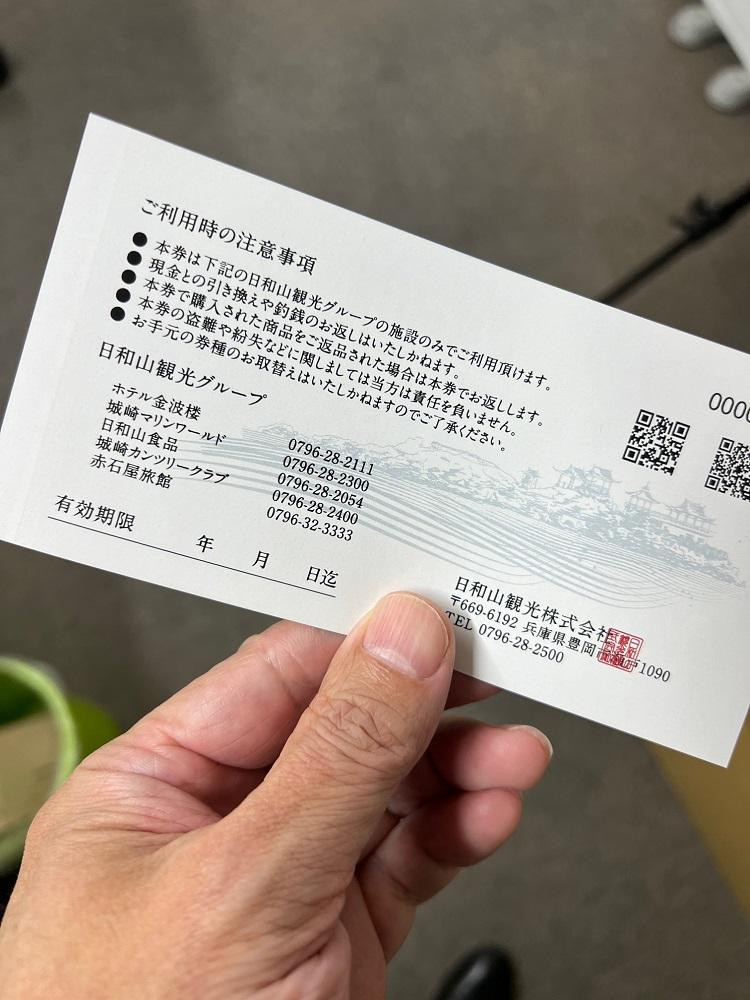 ご利用時の注意事項
● 本券は下記の日和山観光グループの施設のみでご利用頂けます。
● 現金との引き換えや釣銭のお返しはいたしかねます。
● 本券で購入された商品をご返品された場合は本券でお返しします。
● 本券の盗難や紛失などに関しましては当方は責任を負いません。
● お手元の券種のお取替えはいたしかねますのでご了承ください。
日和山観光グループ
ホテル金波楼 0796-28-2111
城崎マリンワールド 0796-28-2300
日和山食品 0796-28-2054
城崎カンツリークラブ 0796-28-2400
赤石屋旅館 0796-32-3333
有効期限 年 月 日迄
0000
日和山観光株式会社
〒669-6192 兵庫県豊岡 1090
TEL 0796-28-2500